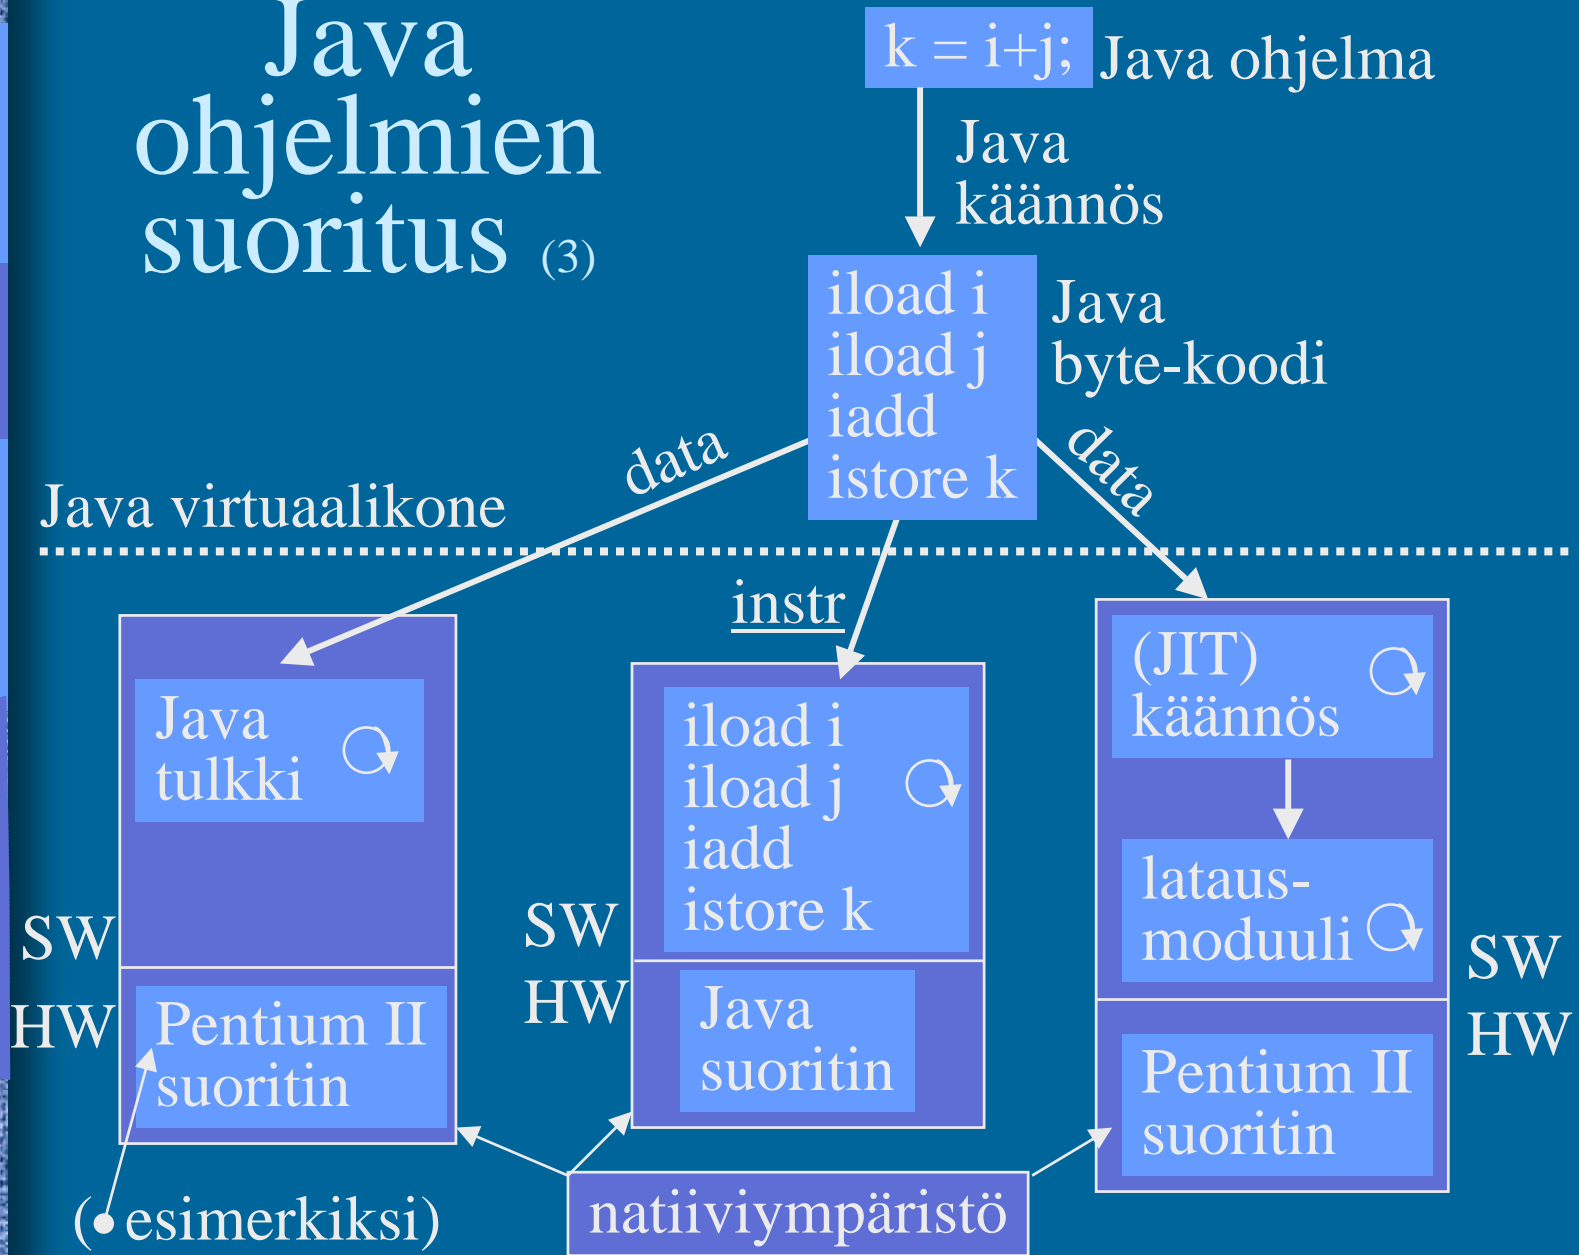 Java
ohjelmien
suoritus (3)
k = i+j;
Java ohjelma
Java
käännös
iload i
iload j
iadd
istore k
Java
byte-koodi
data
data
Java virtuaalikone
instr
Java
tulkki
SW
HW
Pentium II
suoritin
(• esimerkiksi)
iload i
iload j
iadd
istore k
SW
HW
Java
suoritin
(JIT)
käännös
lataus-
moduuli
SW
HW
Pentium II
suoritin
natiiviympäristö